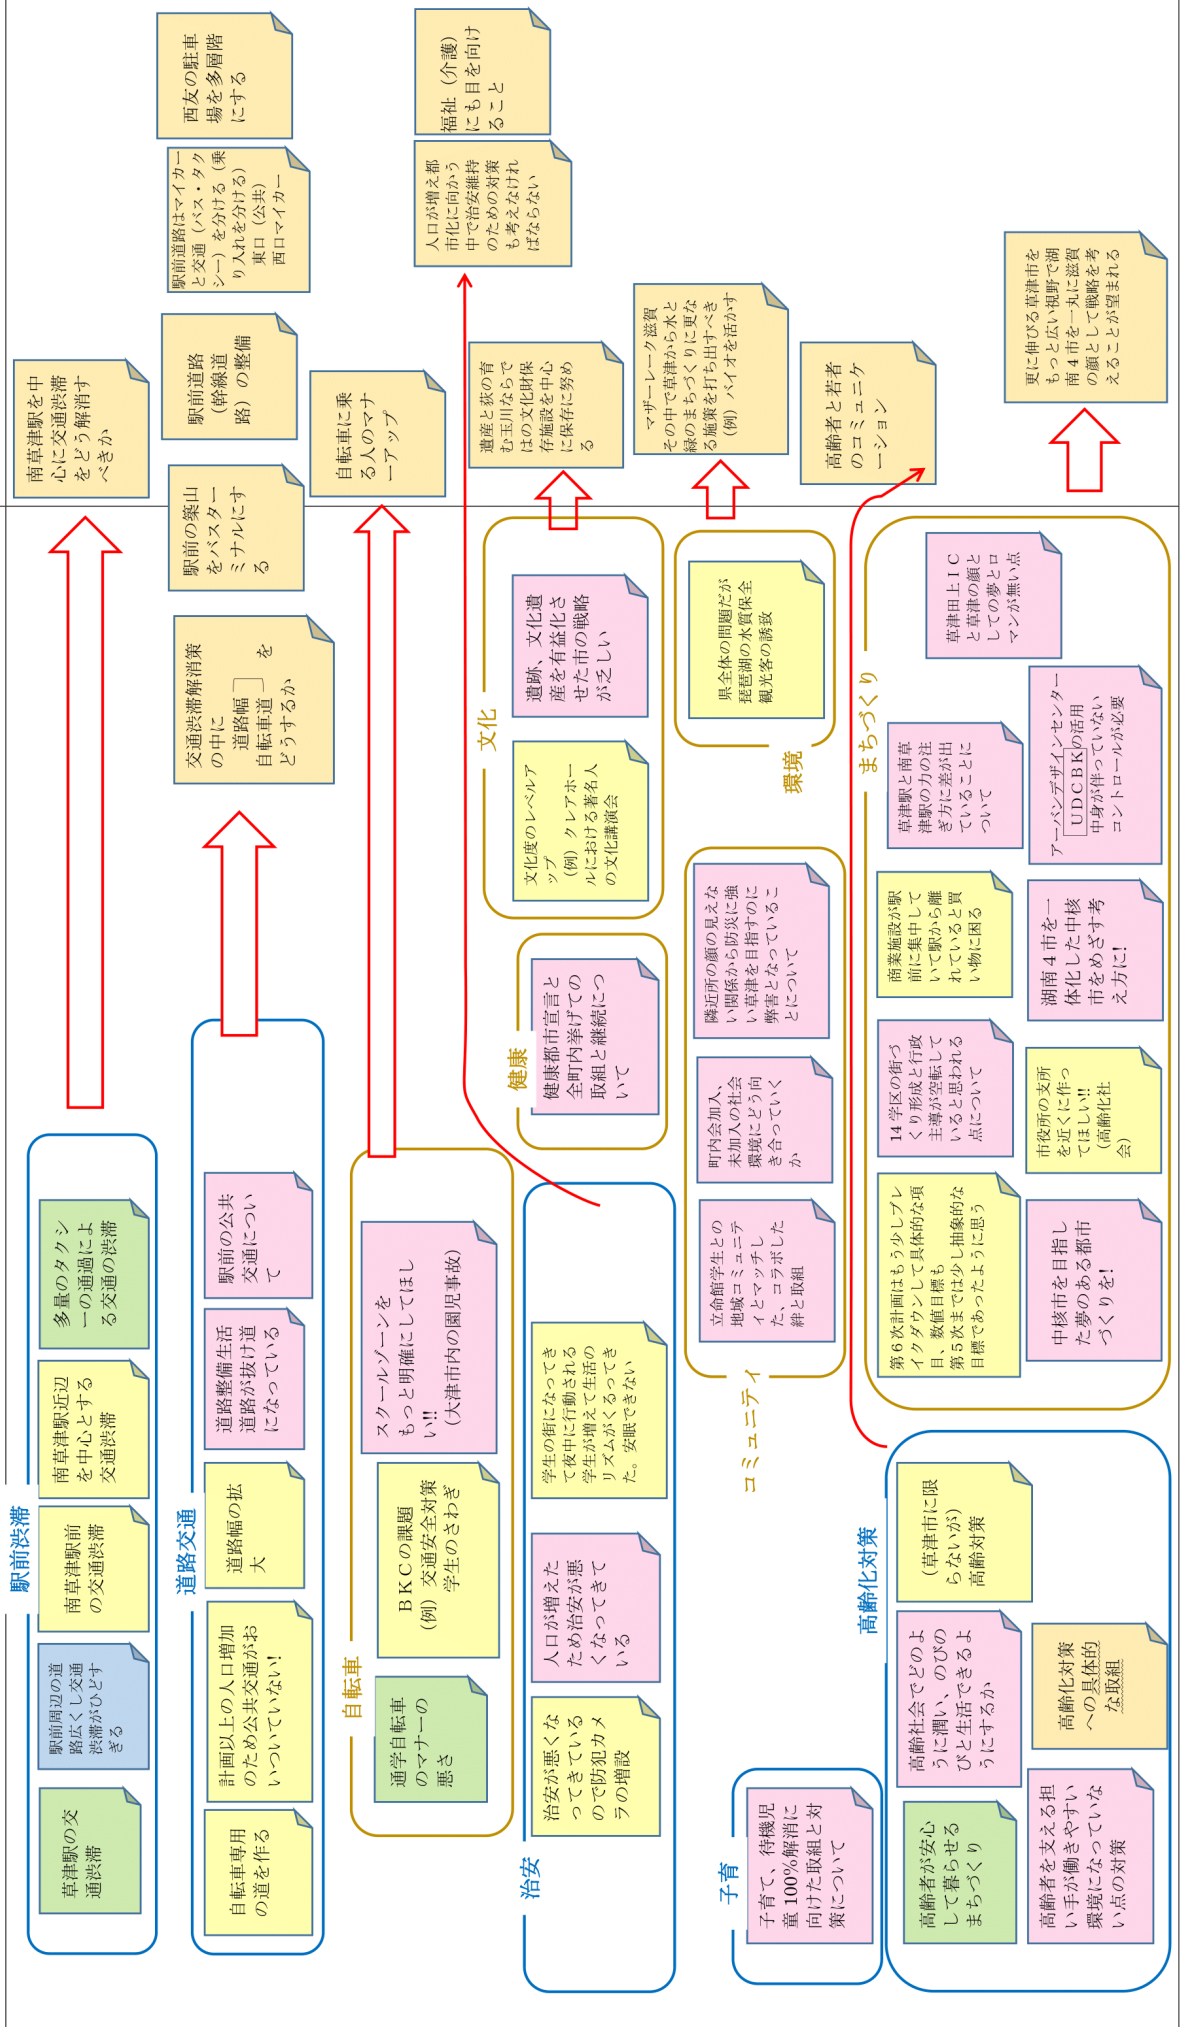 駅前渋滞
草津駅の交
通渋滞
駅前周辺の道
路広くし交通
渋滞がひどす
ぎる
南草津駅前
の交通渋滞
南草津駅近辺
を中心とする
交通渋滞
多量のタクシ
ーの通過によ
る交通の渋滞
南草津駅を中
心に交通渋滞
をどう解消す
べきか
道路交通
自転車専用
の道を作る
計画以上の人口増加
のため公共交通がお
いついていない!
道路幅の拡
大
道路整備生活
道路が抜け道
になっている
駅前の公共
交通につい
て
交通渋滞解消策
の中に
道路幅
自転車道
を
どうするか
駅前の築山
をバスター
ミナルにす
る
駅前道路
(幹線道
路)の整備
駅前道路はマイカー
と交通(バス・タク
シー)を分ける(乗
り入れを分ける)
東口(公共)
西口マイカー
西友の駐車
場を多層階
にする
自転車
通学自転車
のマナーの
悪さ
BKCの課題
(例)交通安全対策
学生のさわぎ
スクールゾーンを
もっと明確にしてほし
い!!
(大津市内の園児事故)
自転車に乗
る人のマナ
ーアップ
治安
治安が悪くな
ってきている
ので防犯カメ
ラの増設
人口が増えた
ため治安が悪
くなってきて
いる
学生の街になってき
て夜中に行動される
学生が増えて生活の
リズムがくるってき
た。安眠できない
人口が増え都
市化に向かう
中で治安維持
のための対策
も考えなけれ
ばならない
福祉(介護)
にも目を向け
ること
健康
健康都市宣言と
全町内挙げての
取組と継続につ
いて
文化
文化度のレベルア
ップ
(例)クレアホー
ルにおける著名人
の文化講演会
遺跡、文化遺
産を有益化さ
せた市の戦略
が乏しい
遺産と荻の育
む玉川ならで
はの文化財保
存施設を中心
に保存に努め
る
子育
子育て、待機児
童100%解消に
向けた取組と対
策について
コミュニティ
立命館学生との
地域コミュニテ
ィとマッチし
た、コラボした
絆と取組
町内会加入、
未加入の社会
環境にどう向
き合っていく
か
隣近所の顔の見えな
い関係から防災に強
い草津を目指すのに
弊害となっているこ
とについて
環境
県全体の問題だが
琵琶湖の水質保全
観光客の誘致
マザーレーク滋賀
その中で草津から水と
緑のまちづくりに更な
る施策を打ち出すべき
(例)バイオを活かす
高齢化対策
高齢者が安心
して暮らせる
まちづくり
高齢社会でどのよ
うに潤い、のびの
びと生活できるよ
うにするか
(草津市に限
らないが)
高齢対策
高齢者を支える担
い手が働きやすい
環境になっていな
い点の対策
高齢化対策
への具体的
な取組
高齢者と若者
のコミュニケ
ーション
まちづくり
第6次計画はもう少しブレ
イクダウンして具体的な項
目、数値目標も
第5次までは少し抽象的な
目標であったように思う
14学区の街づ
くり形成と行政
主導が空転して
いると思われる
点について
商業施設が駅
前に集中して
いて駅から離
れていると買
い物に困る
草津駅と南草
津駅の力の注
ぎ方に差が出
ていることに
ついて
草津田上IC
と草津の顔と
しての夢とロ
マンが無い点
中核市を目指し
た夢のある都市
づくりを!
市役所の支所
を近くに作っ
てほしい!!
(高齢化社
会)
湖南4市を一
体化した中核
市をめざす考
え方に!
アーバンデザインセンター
UDCBKの活用
中身が伴っていない
コントロールが必要
更に伸びる草津市を
もっと広い視野で湖
南4市を一丸に滋賀
の顔として戦略を考
えることが望まれる